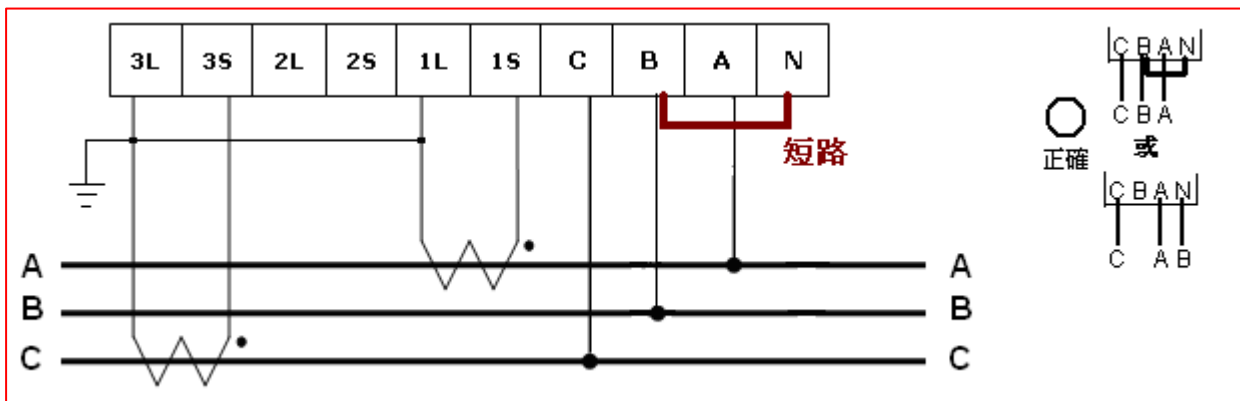 3L 3S 2L 2S 1L 1S C B A N
短路
A A
B B
C C
C B A N
C B A
正確
或
C B A N
C A B